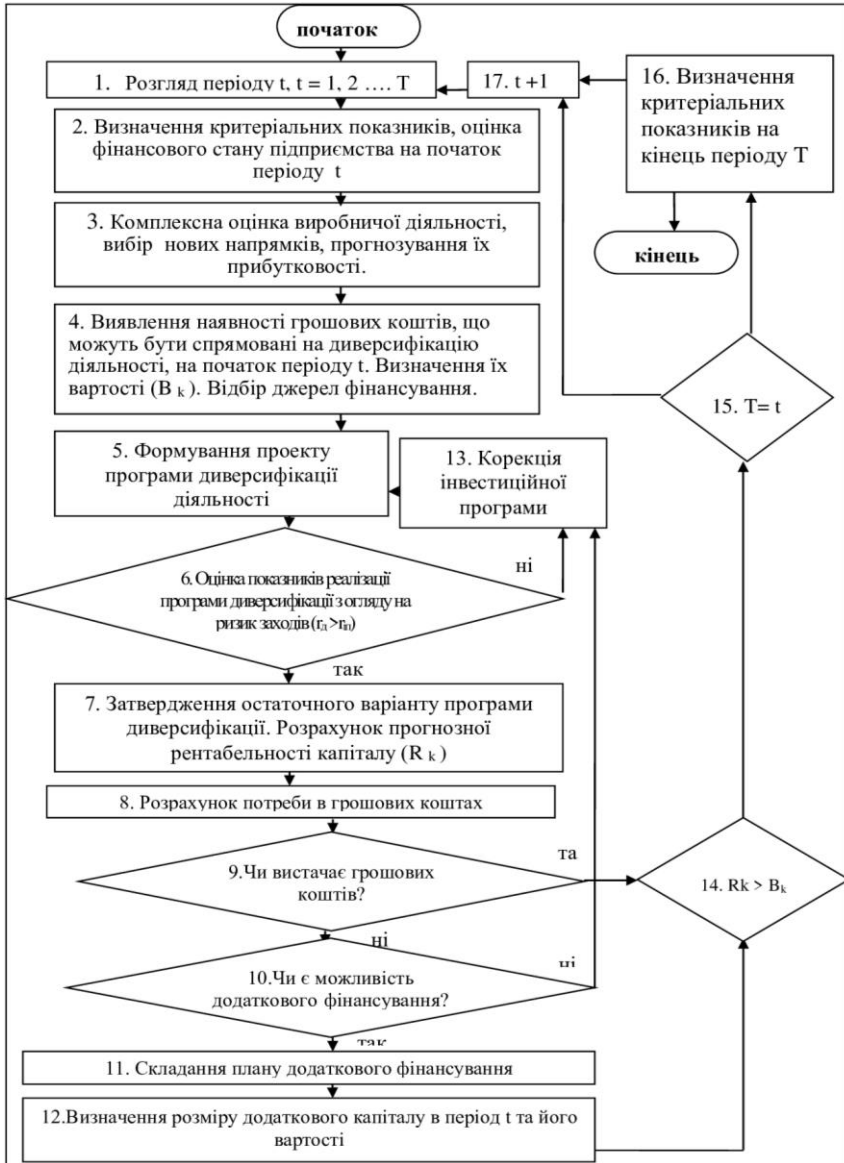 початок
1. Розгляд періоду t, t = 1, 2 …. T
17. t +1
16. Визначення
критеріальних
показників на
кінець періоду T
2. Визначення критеріальних показників, оцінка
фінансового стану підприємства на початок
періоду t
3. Комплексна оцінка виробничої діяльності,
вибір нових напрямків, прогнозування їх
прибутковості.
кінець
4. Виявлення наявності грошових коштів, що
можуть бути спрямовані на диверсифікацію
діяльності, на початок періоду t. Визначення їх
вартості (B k ). Відбір джерел фінансування.
15. T= t
5. Формування проекту
програми диверсифікації
діяльності
13. Корекція
інвестиційної
програми
ні
6. Оцінка показників реалізації
програми диверсифікації з огляду на
ризик заходів (rд >rіп)
так
7. Затвердження остаточного варіанту програми
диверсифікації. Розрахунок прогнозної
рентабельності капіталу (R k )
8. Розрахунок потреби в грошових коштах
та
9.Чи вистачає грошових
коштів?
14. Rk > Bk
ні
ні
10.Чи є можливість
додаткового фінансування?
так
11. Складання плану додаткового фінансування
12.Визначення розміру додаткового капіталу в період t та його
вартості